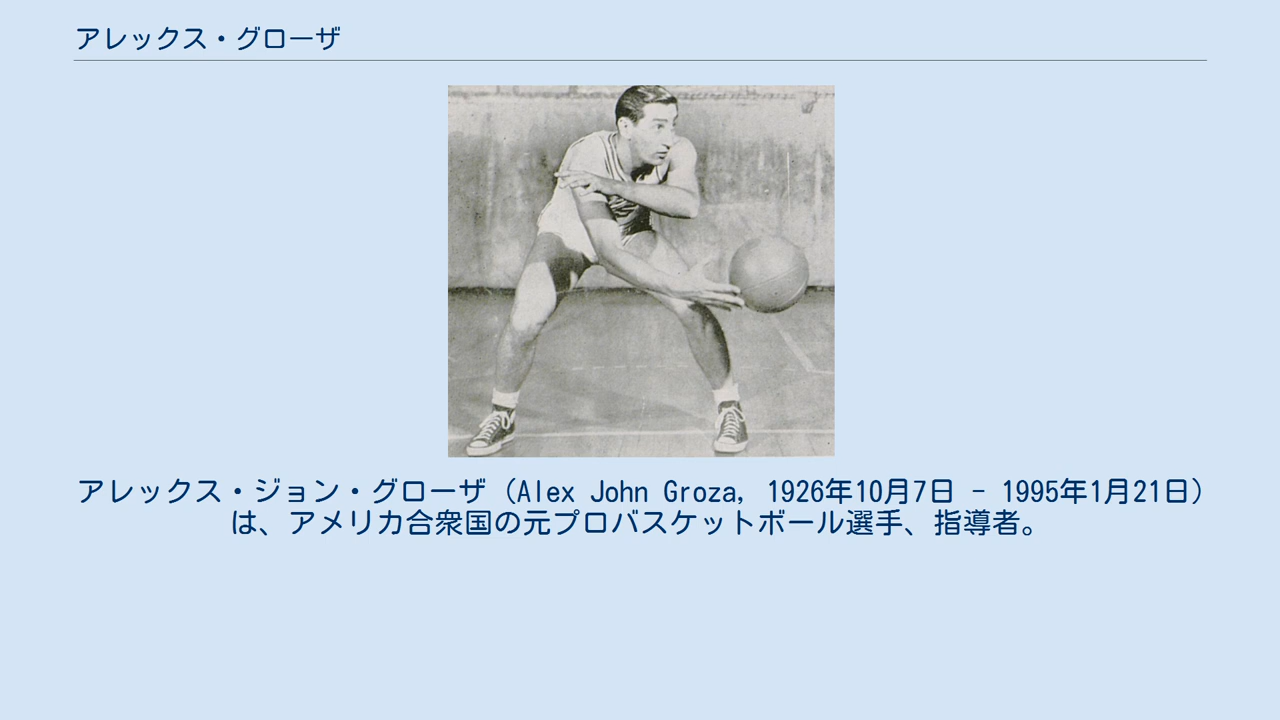 アレックス・グローザ
アレックス・ジョン・グローザ（Alex John Groza, 1926年10月7日 - 1995年1月21日）
は、アメリカ合衆国の元プロバスケットボール選手、指導者。